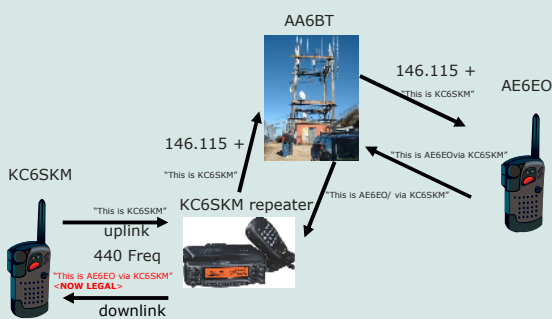 AA6BT
146.115 +
"This is KC6SKM"
AE6EO
"This is AE6EOvia KC6SKM"
146.115 +
"This is KC6SKM"
"This is AE6EO/ via KC6SKM"
KC6SKM
"This is KC6SKM"
uplink
KC6SKM repeater
440 Freq
"This is AE6EO via KC6SKM"
<NOW LEGAL>
downlink